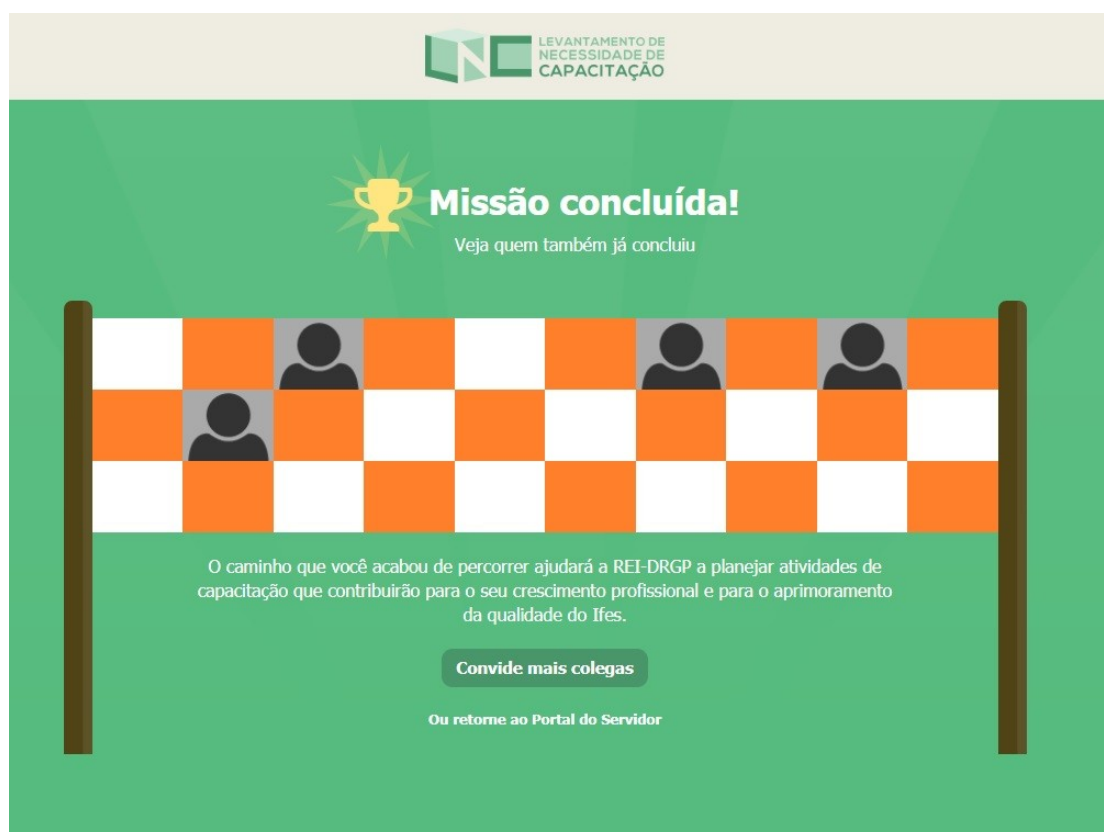 LNC
LEVANTAMENTO DE
NECESSIDADE DE
CAPACITAÇÃO
Missão concluída!
Veja quem também já concluiu
O caminho que você acabou de percorrer ajudará a REI-DRGP a planejar atividades de
capacitação que contribuirão para o seu crescimento profissional e para o aprimoramento
da qualidade do Ifes.
Convide mais colegas
Ou retorne ao Portal do Servidor